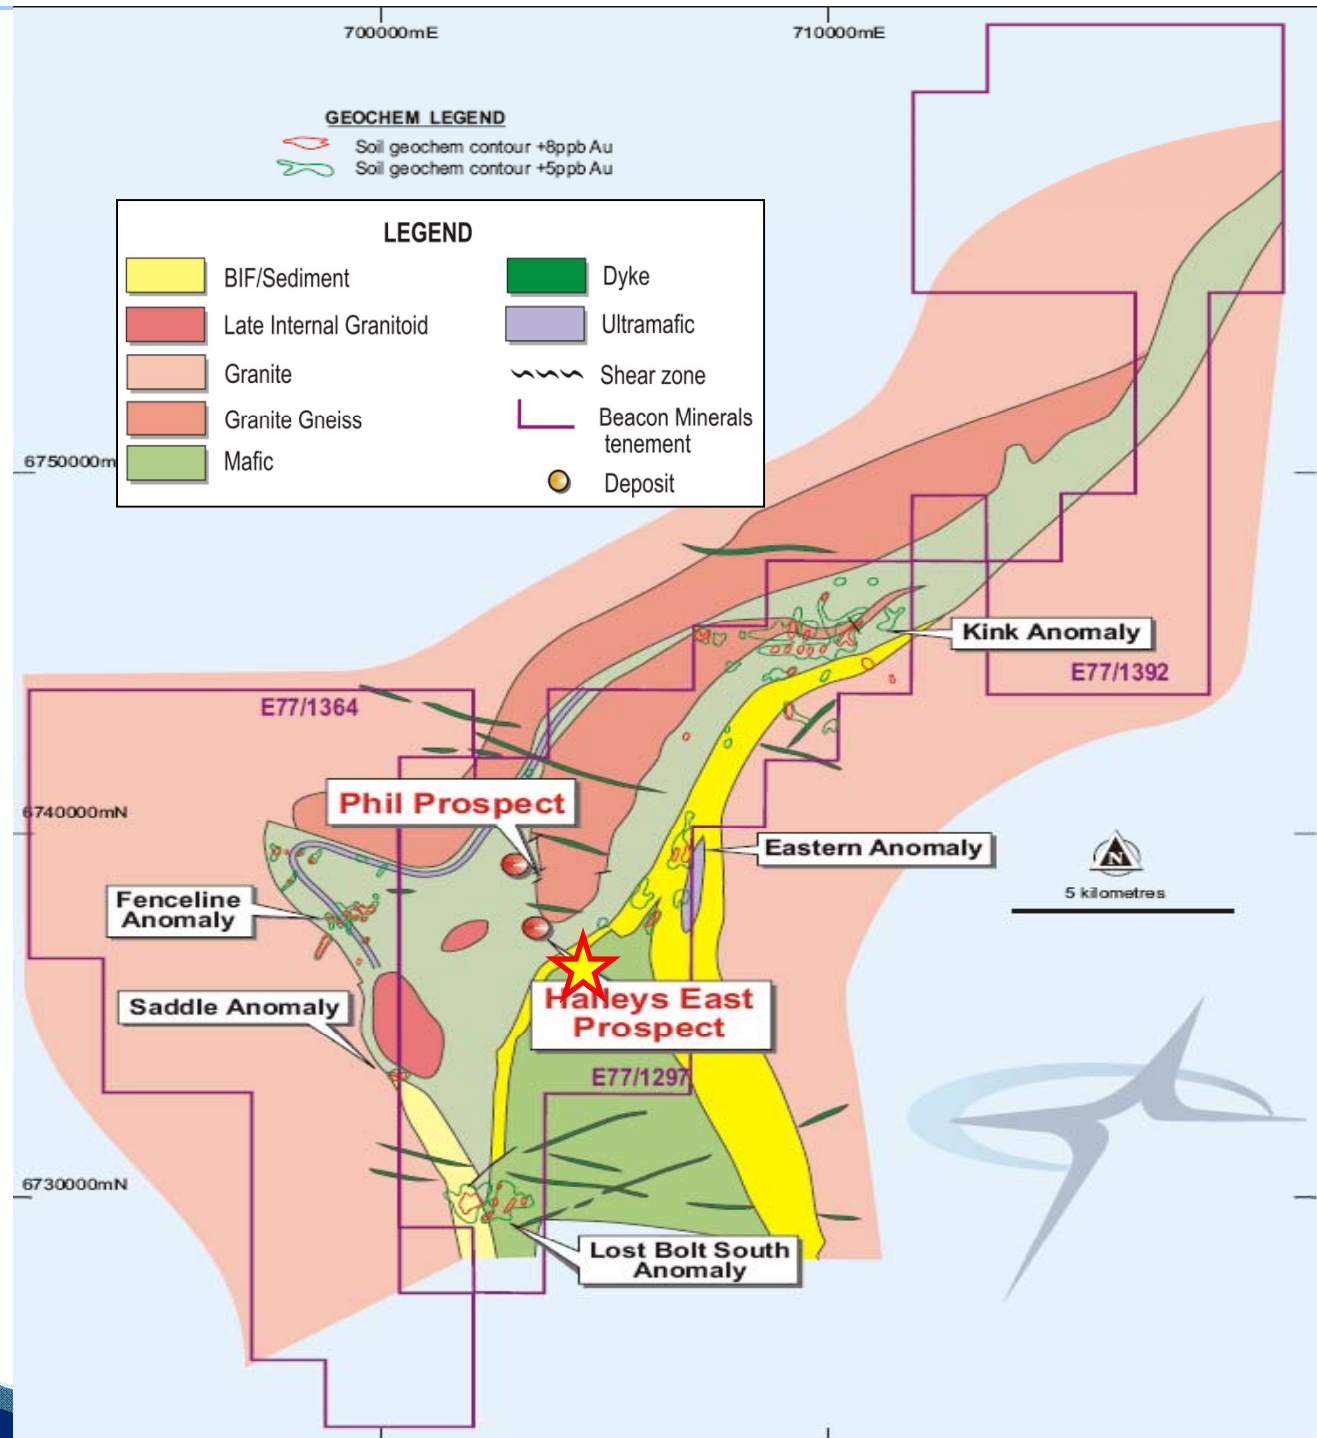 700000mE
710000mE
GEOCHEM LEGEND
Soil geochem contour +8ppb Au
Soil geochem contour +5ppb Au
LEGEND
BIF/Sediment
Late Internal Granitoid
Granite
Granite Gneiss
Mafic
Dyke
Ultramafic
Shear zone
Beacon Minerals
tenement
Deposit
6750000m
Kink Anomaly
E77/1392
E77/1364
Phil Prospect
6740000mN
Eastern Anomaly
N
5 kilometres
Fenceline
Anomaly
Saddle Anomaly
Halleys East
Prospect
E77/1297
6730000mN
Lost Bolt South
Anomaly